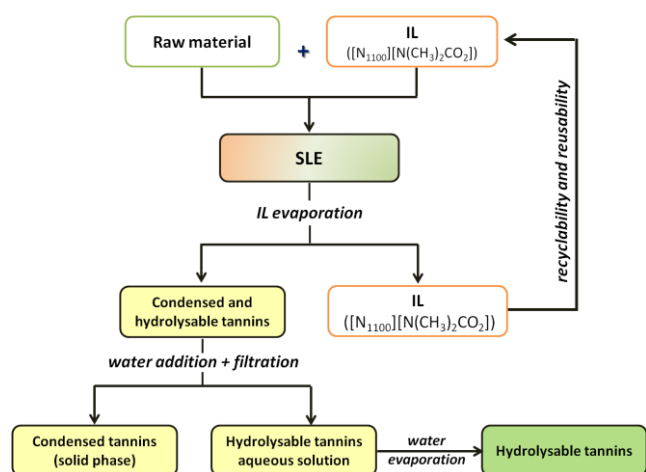 Raw material
+
IL
([N₁₁₀₀][N(CH₃)₂CO₂])
SLE
IL evaporation
recyclability and reusability
Condensed and
hydrolysable tannins
IL
([N₁₁₀₀][N(CH₃)₂CO₂])
water addition + filtration
Condensed tannins
(solid phase)
Hydrolysable tannins
aqueous solution
water
evaporation
Hydrolysable tannins